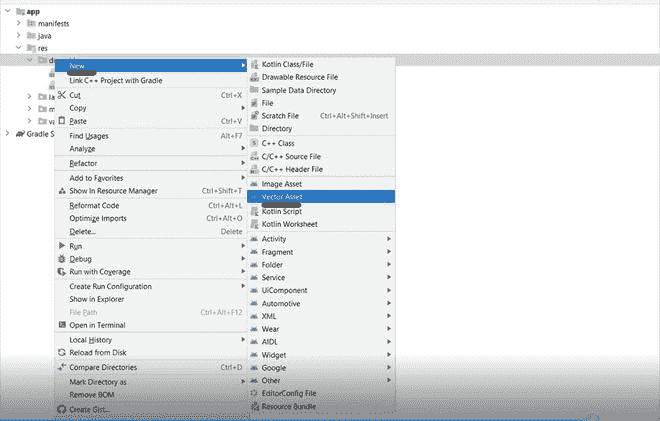 app
manifests
java
res
New
Link C++ Project with Gradle
Cut Ctrl+X
Copy
Paste Ctrl+V
Find Usages Alt+F7
Analyze
Refactor
Add to Favorites
Show In Resource Manager Ctrl+Shift+T
Reformat Code Ctrl+Alt+L
Optimize Imports Ctrl+Alt+O
Delete... Delete
Run
Debug
Run with Coverage
Create Run Configuration
Show in Explorer
File Path Ctrl+Alt+F12
Open in Terminal
Local History
Reload from Disk
Compare Directories Ctrl+D
Mark Directory as
Remove BOM
Create Gist...
Kotlin Class/File
Drawable Resource File
Sample Data Directory
File
Scratch File Ctrl+Alt+Shift+Insert
Directory
C++ Class
C/C++ Source File
C/C++ Header File
Image Asset
Vector Asset
Kotlin Script
Kotlin Worksheet
Activity
Fragment
Folder
Service
UiComponent
Automotive
XML
Wear
AIDL
Widget
Google
Other
EditorConfig File
Resource Bundle